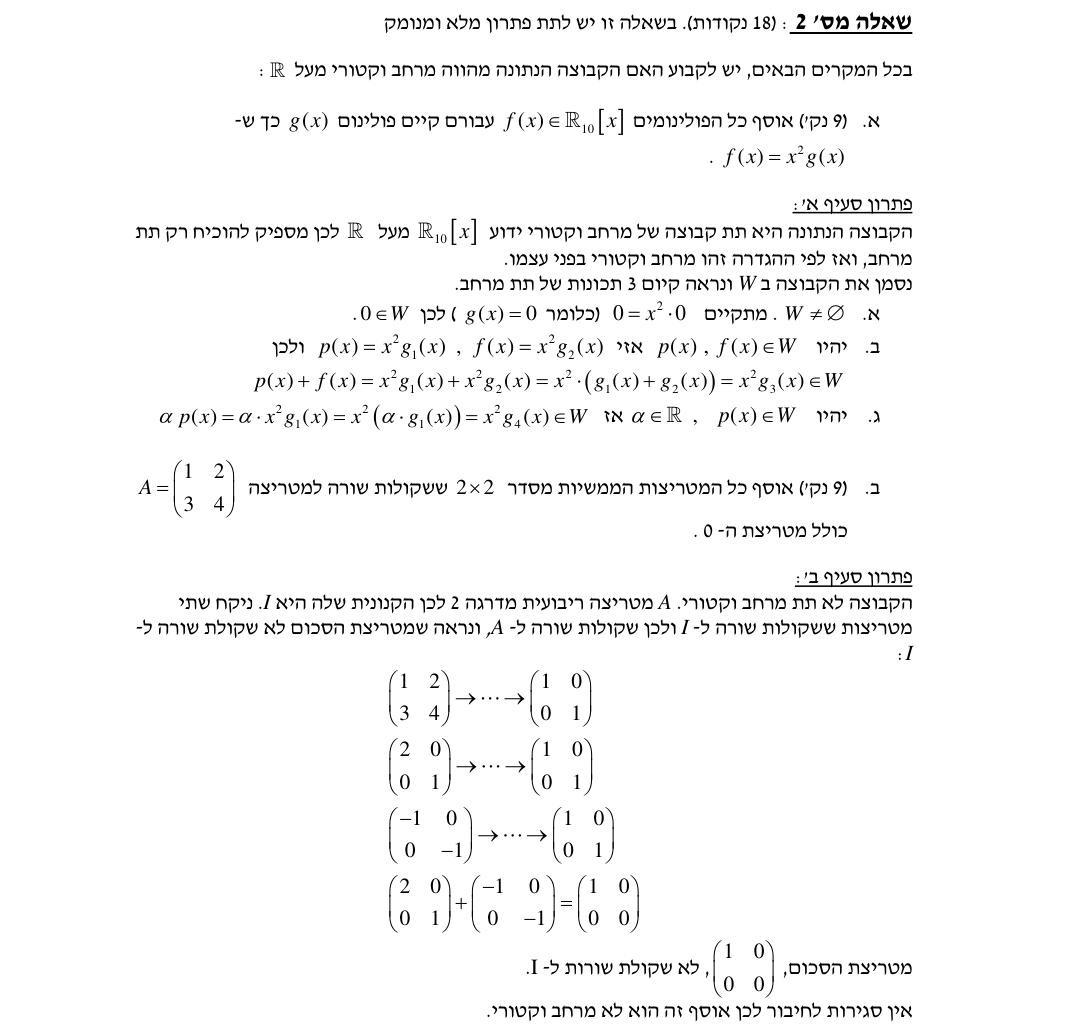 שאלה מס' 2 : (18 נקודות). בשאלה זו יש לתת פתרון מלא ומנומק
בכל המקרים הבאים, יש לקבוע האם הקבוצה הנתונה מהווה מרחב וקטורי מעל ℝ :
א. (9 נק') אוסף כל הפולינומים f(x)∈ℝ₁₀[x] עבורם קיים פולינום g(x) כך ש-
f(x) = x²g(x) .
פתרון סעיף א':
הקבוצה הנתונה היא תת קבוצה של מרחב וקטורי ידוע ℝ₁₀[x] מעל ℝ לכן מספיק להוכיח רק תת
מרחב, ואז לפי ההגדרה זהו מרחב וקטורי בפני עצמו.
נסמן את הקבוצה ב W ונראה קיום 3 תכונות של תת מרחב.
א. W ≠ ∅ . מתקיים 0 = x²·0 (כלומר g(x) = 0 ) לכן 0∈W.
ב. יהיו p(x), f(x)∈W אזי p(x) = x²g₁(x) , f(x) = x²g₂(x) ולכן
p(x)+ f(x) = x²g₁(x)+ x²g₂(x) = x²·(g₁(x)+ g₂(x)) = x²g₃(x)∈W
ג. יהיו α∈ℝ , p(x)∈W אז α p(x) = α·x²g₁(x) = x²(α·g₁(x)) = x²g₄(x)∈W
ב. (9 נק') אוסף כל המטריצות הממשיות מסדר 2×2 ששקולות שורה למטריצה A = (1 2; 3 4)
כולל מטריצת ה- 0 .
פתרון סעיף ב':
הקבוצה לא תת מרחב וקטורי. A מטריצה ריבועית מדרגה 2 לכן הקנונית שלה היא I. ניקח שתי
מטריצות ששקולות שורה ל- I ולכן שקולות שורה ל- A, ונראה שמטריצת הסכום לא שקולת שורה ל-
I :
(1 2; 3 4) → ⋯ → (1 0; 0 1)
(2 0; 0 1) → ⋯ → (1 0; 0 1)
(−1 0; 0 −1) → ⋯ → (1 0; 0 1)
(2 0; 0 1) + (−1 0; 0 −1) = (1 0; 0 0)
מטריצת הסכום, (1 0; 0 0), לא שקולת שורות ל- I.
אין סגירות לחיבור לכן אוסף זה הוא לא מרחב וקטורי.